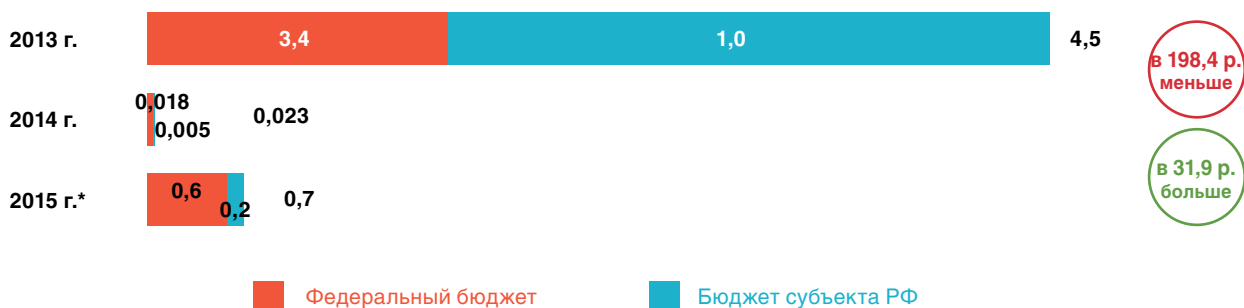 2013 г.
3,4
1,0
4,5
в 198,4 р.
меньше
2014 г.
0,018
0,005
0,023
в 31,9 р.
больше
2015 г.*
0,6
0,2
0,7
Федеральный бюджет
Бюджет субъекта РФ